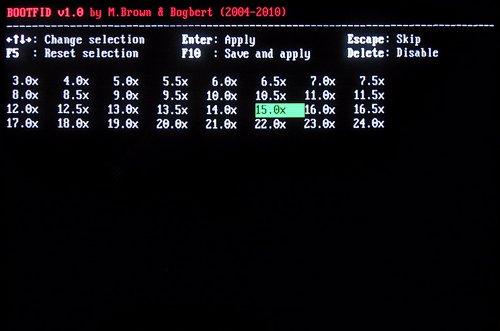 BOOTFID v1.0 by M.Brown & Bogbert (2004-2010)
←↑↓→: Change selection Enter: Apply Escape: Skip
F5 : Reset selection F10 : Save and apply Delete: Disable
3.0x 4.0x 5.0x 5.5x 6.0x 6.5x 7.0x 7.5x
8.0x 8.5x 9.0x 9.5x 10.0x 10.5x 11.0x 11.5x
12.0x 12.5x 13.0x 13.5x 14.0x 15.0x 16.0x 16.5x
17.0x 18.0x 19.0x 20.0x 21.0x 22.0x 23.0x 24.0x